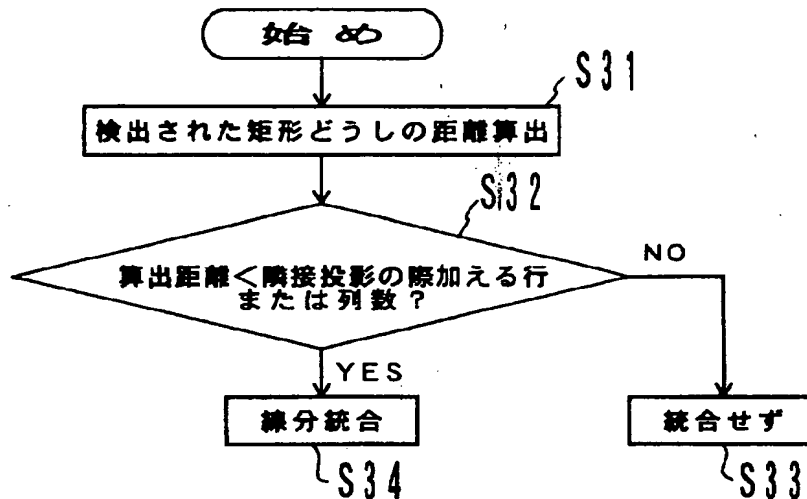 始め
S31
検出された矩形どうしの距離算出
S32
算出距離＜隣接投影の際加える行
または列数？
NO
YES
線分統合
統合せず
S34
S33